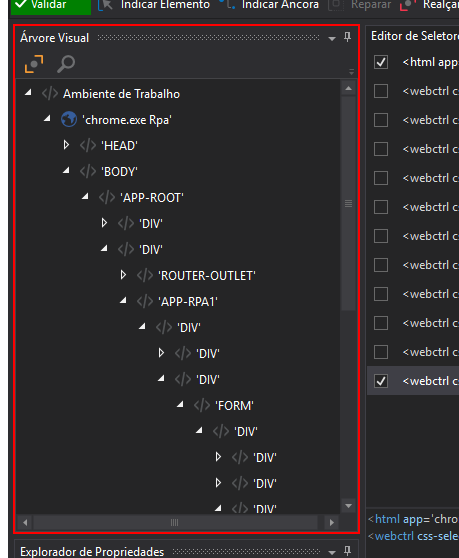 Validar Indicar Elemento Indicar Âncora Reparar Realça
Árvore Visual
Ambiente de Trabalho
'chrome.exe Rpa'
'HEAD'
'BODY'
'APP-ROOT'
'DIV'
'DIV'
'ROUTER-OUTLET'
'APP-RPA1'
'DIV'
'DIV'
'DIV'
'FORM'
'DIV'
'DIV'
'DIV'
'DIV'
Explorador de Propriedades
Editor de Seletore
<html app
<webctrl c
<webctrl c
<webctrl c
<webctrl c
<webctrl c
<webctrl c
<webctrl c
<webctrl c
<webctrl c
<webctrl c
<webctrl c
<html app='chro
<webctrl css-sele